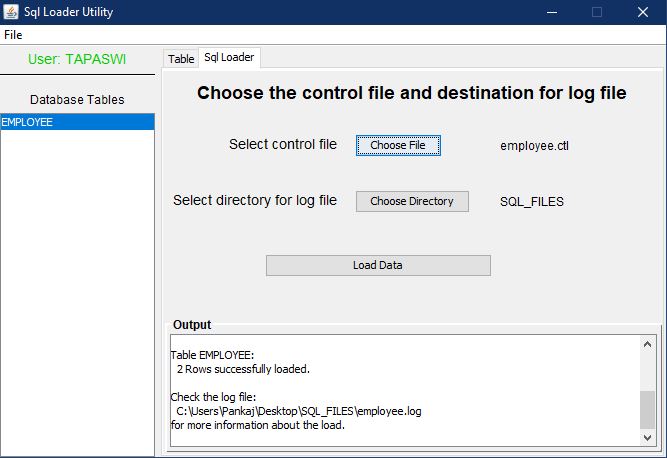 Sql Loader Utility
File
User: TAPASWI
Database Tables
EMPLOYEE
Table
Sql Loader
Choose the control file and destination for log file
Select control file
Choose File
employee.ctl
Select directory for log file
Choose Directory
SQL_FILES
Load Data
Output
Table EMPLOYEE:
2 Rows successfully loaded.
Check the log file:
C:\Users\Pankaj\Desktop\SQL_FILES\employee.log
for more information about the load.